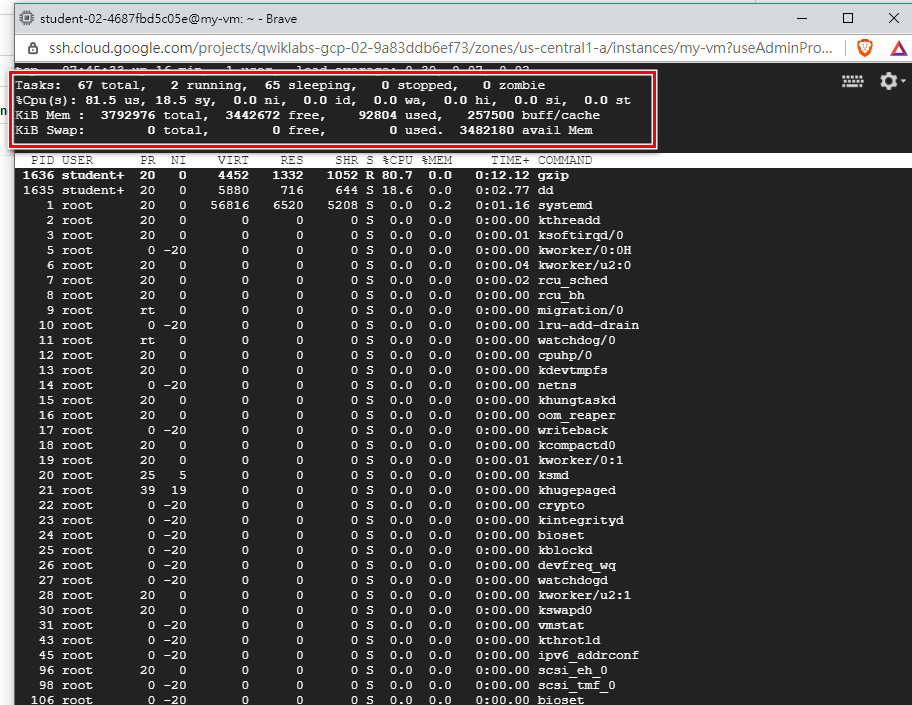 student-02-4687fbd5c05e@my-vm: ~ - Brave
ssh.cloud.google.com/projects/qwiklabs-gcp-02-9a83ddb6ef73/zones/us-central1-a/instances/my-vm?useAdminPro...
Tasks: 67 total, 2 running, 65 sleeping, 0 stopped, 0 zombie
%Cpu(s): 81.5 us, 18.5 sy, 0.0 ni, 0.0 id, 0.0 wa, 0.0 hi, 0.0 si, 0.0 st
KiB Mem : 3792976 total, 3442672 free, 92804 used, 257500 buff/cache
KiB Swap: 0 total, 0 free, 0 used. 3482180 avail Mem
PID USER PR NI VIRT RES SHR S %CPU %MEM TIME+ COMMAND
1636 student+ 20 0 4452 1332 1052 R 80.7 0.0 0:12.12 gzip
1635 student+ 20 0 5880 716 644 S 18.6 0.0 0:02.77 dd
1 root 20 0 56816 6520 5208 S 0.0 0.2 0:01.16 systemd
2 root 20 0 0 0 0 S 0.0 0.0 0:00.00 kthreadd
3 root 20 0 0 0 0 S 0.0 0.0 0:00.01 ksoftirqd/0
5 root 0 -20 0 0 0 S 0.0 0.0 0:00.00 kworker/0:0H
6 root 20 0 0 0 0 S 0.0 0.0 0:00.04 kworker/u2:0
7 root 20 0 0 0 0 S 0.0 0.0 0:00.02 rcu_sched
8 root 20 0 0 0 0 S 0.0 0.0 0:00.00 rcu_bh
9 root rt 0 0 0 0 S 0.0 0.0 0:00.00 migration/0
10 root 0 -20 0 0 0 S 0.0 0.0 0:00.00 lru-add-drain
11 root rt 0 0 0 0 S 0.0 0.0 0:00.00 watchdog/0
12 root 20 0 0 0 0 S 0.0 0.0 0:00.00 cpuhp/0
13 root 20 0 0 0 0 S 0.0 0.0 0:00.00 kdevtmpfs
14 root 0 -20 0 0 0 S 0.0 0.0 0:00.00 netns
15 root 20 0 0 0 0 S 0.0 0.0 0:00.00 khungtaskd
16 root 20 0 0 0 0 S 0.0 0.0 0:00.00 oom_reaper
17 root 0 -20 0 0 0 S 0.0 0.0 0:00.00 writeback
18 root 20 0 0 0 0 S 0.0 0.0 0:00.00 kcompactd0
19 root 20 0 0 0 0 S 0.0 0.0 0:00.01 kworker/0:1
20 root 25 5 0 0 0 S 0.0 0.0 0:00.00 ksmd
21 root 39 19 0 0 0 S 0.0 0.0 0:00.00 khugepaged
22 root 0 -20 0 0 0 S 0.0 0.0 0:00.00 crypto
23 root 0 -20 0 0 0 S 0.0 0.0 0:00.00 kintegrityd
24 root 0 -20 0 0 0 S 0.0 0.0 0:00.00 bioset
25 root 0 -20 0 0 0 S 0.0 0.0 0:00.00 kblockd
26 root 0 -20 0 0 0 S 0.0 0.0 0:00.00 devfreq_wq
27 root 0 -20 0 0 0 S 0.0 0.0 0:00.00 watchdogd
28 root 20 0 0 0 0 S 0.0 0.0 0:00.00 kworker/u2:1
30 root 20 0 0 0 0 S 0.0 0.0 0:00.00 kswapd0
31 root 0 -20 0 0 0 S 0.0 0.0 0:00.00 vmstat
43 root 0 -20 0 0 0 S 0.0 0.0 0:00.00 kthrotld
45 root 0 -20 0 0 0 S 0.0 0.0 0:00.00 ipv6_addrconf
96 root 20 0 0 0 0 S 0.0 0.0 0:00.00 scsi_eh_0
98 root 0 -20 0 0 0 S 0.0 0.0 0:00.00 scsi_tmf_0
106 root 0 -20 0 0 0 S 0.0 0.0 0:00.00 bioset